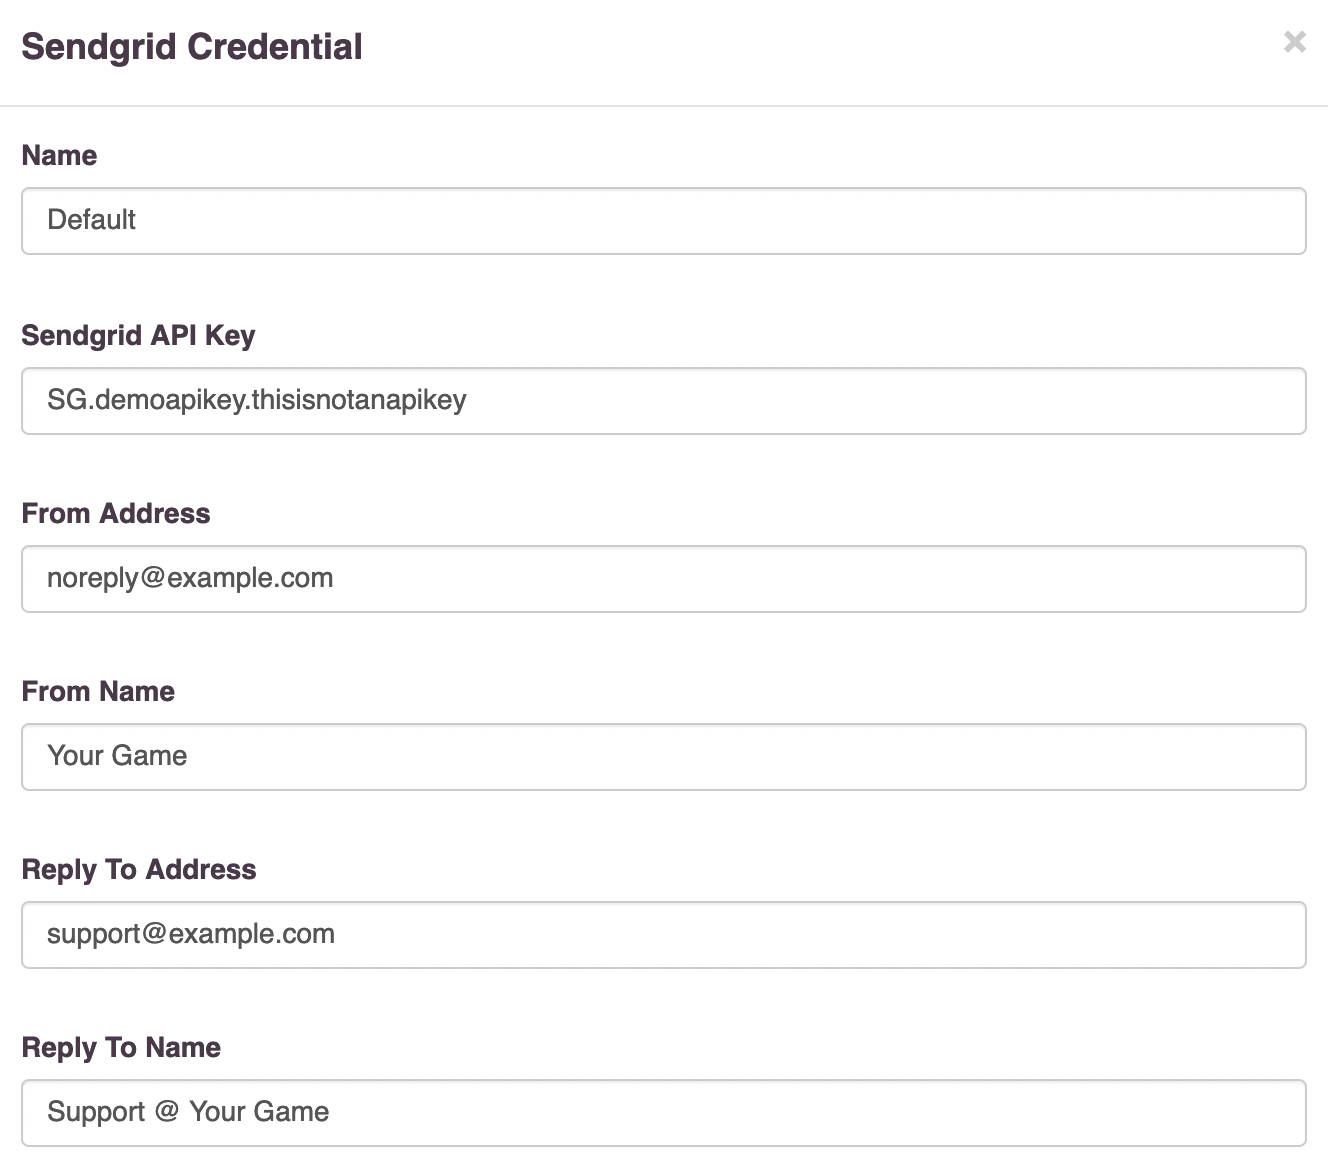 Sendgrid Credential
Name
Default
Sendgrid API Key
SG.demoapikey.thisisnotanapikey
From Address
noreply@example.com
From Name
Your Game
Reply To Address
support@example.com
Reply To Name
Support @ Your Game